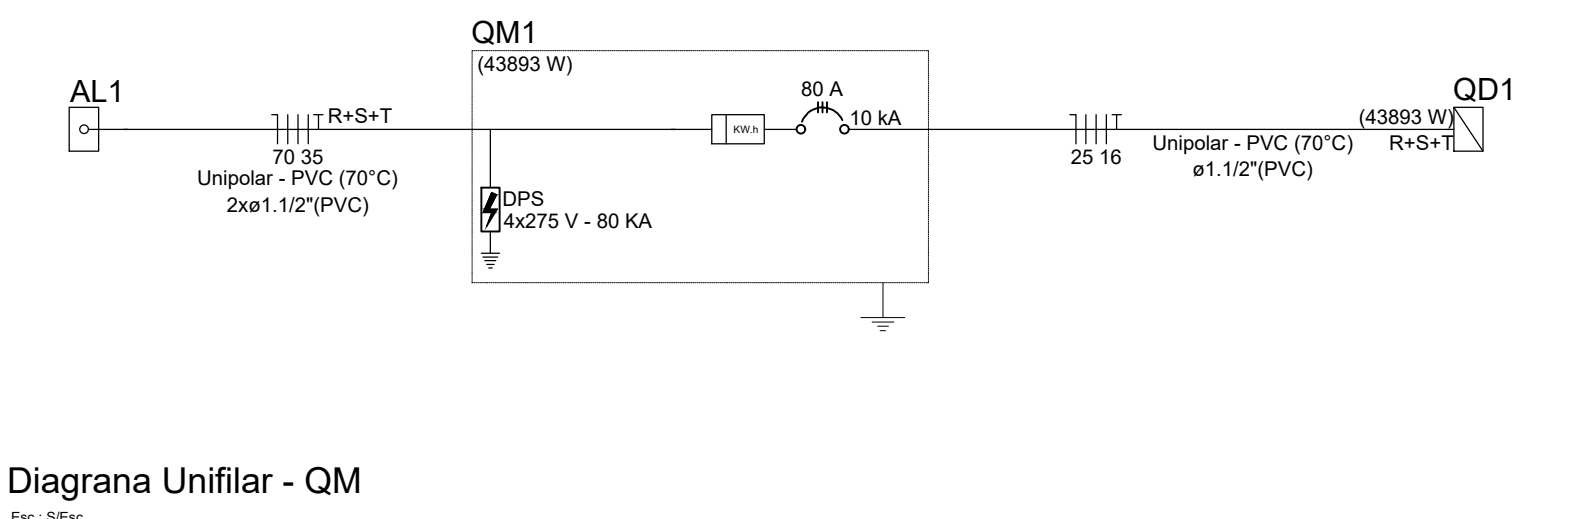 QM1
(43893 W)
AL1
R+S+T
70 35
Unipolar - PVC (70°C)
2xø1.1/2"(PVC)
DPS
4x275 V - 80 KA
KW.h
80 A
10 kA
25 16
Unipolar - PVC (70°C)
ø1.1/2"(PVC)
QD1
(43893 W)
R+S+T
Diagrana Unifilar - QM
Esc.: S/Esc